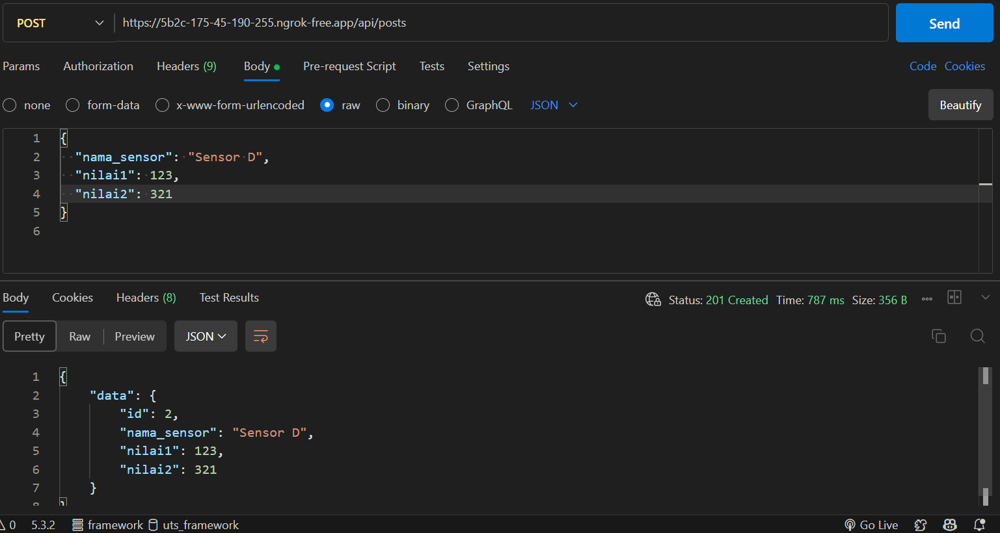 POST https://5b2c-175-45-190-255.ngrok-free.app/api/posts Send
Params Authorization Headers (9) Body Pre-request Script Tests Settings Code Cookies
none form-data x-www-form-urlencoded raw binary GraphQL JSON Beautify
1 {
2 "nama_sensor": "Sensor D",
3 "nilai1": 123,
4 "nilai2": 321
5 }
6
Body Cookies Headers (8) Test Results Status: 201 Created Time: 787 ms Size: 356 B
Pretty Raw Preview JSON
1 {
2 "data": {
3 "id": 2,
4 "nama_sensor": "Sensor D",
5 "nilai1": 123,
6 "nilai2": 321
7 }
8 }
0 5.3.2 framework uts_framework Go Live